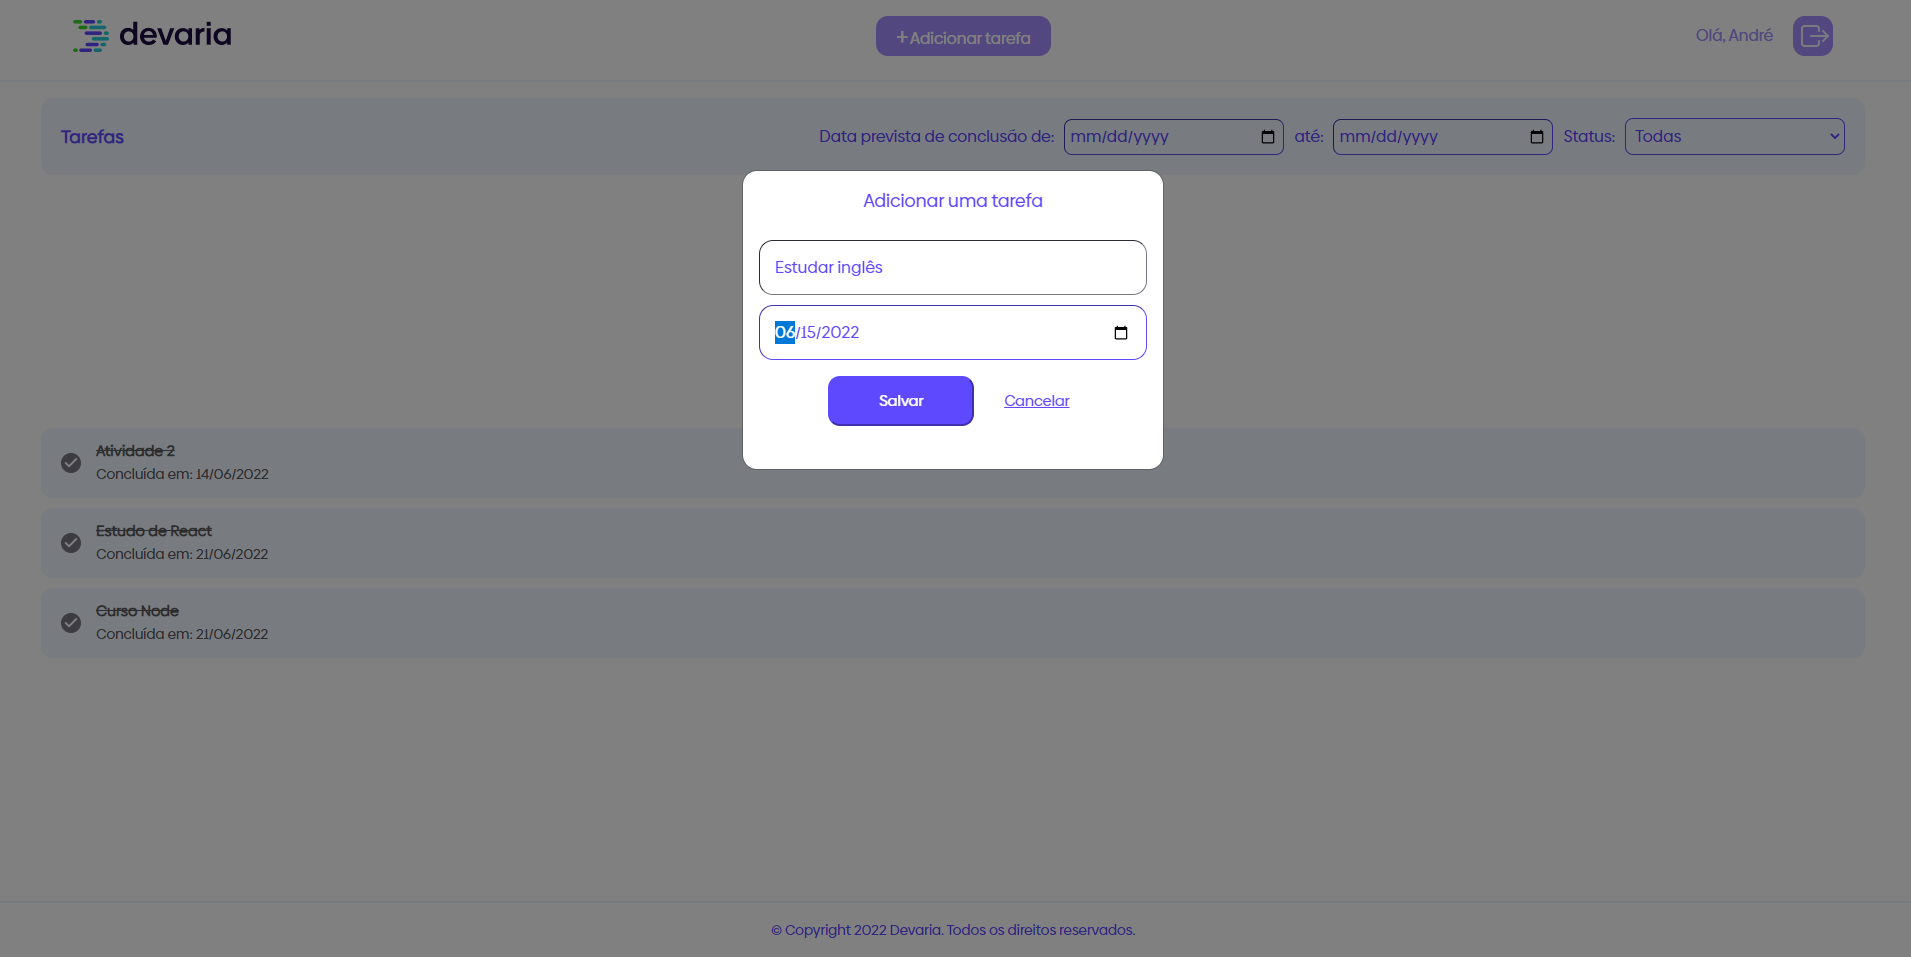 devaria
+Adicionar tarefa
Olá, André
Tarefas
Data prevista de conclusão de: mm/dd/yyyy até: mm/dd/yyyy Status: Todas
Adicionar uma tarefa
Estudar inglês
06/15/2022
Salvar Cancelar
Atividade 2
Concluída em: 14/06/2022
Estudo de React
Concluída em: 21/06/2022
Curso Node
Concluída em: 21/06/2022
© Copyright 2022 Devaria. Todos os direitos reservados.